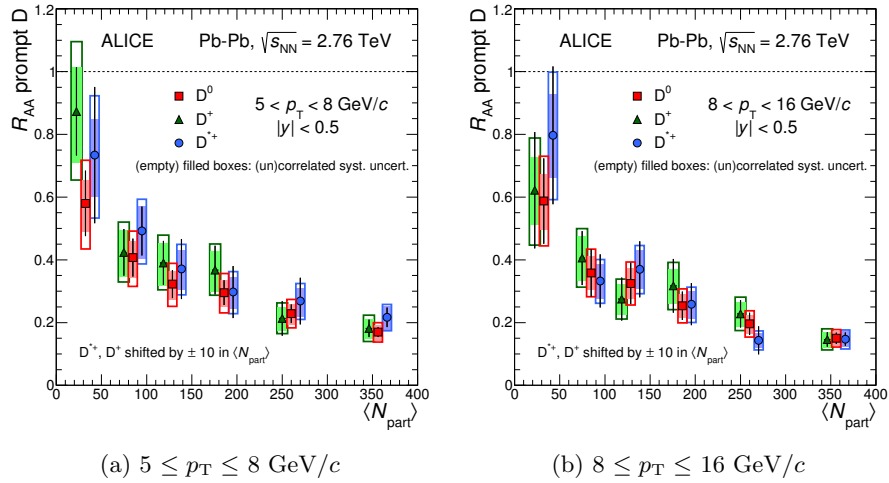 ALICE Pb-Pb, √sNN = 2.76 TeV
R_AA prompt D
D⁰
D⁺
D*⁺
5 < p_T < 8 GeV/c
|y| < 0.5
(empty) filled boxes: (un)correlated syst. uncert.
D*⁺, D⁺ shifted by ± 10 in ⟨N_part⟩
0 0.2 0.4 0.6 0.8 1 1.2
0 50 100 150 200 250 300 350 400
⟨N_part⟩
(a) 5 ≤ p_T ≤ 8 GeV/c
ALICE Pb-Pb, √sNN = 2.76 TeV
R_AA prompt D
D⁰
D⁺
D*⁺
8 < p_T < 16 GeV/c
|y| < 0.5
(empty) filled boxes: (un)correlated syst. uncert.
D*⁺, D⁺ shifted by ± 10 in ⟨N_part⟩
0 0.2 0.4 0.6 0.8 1 1.2
0 50 100 150 200 250 300 350 400
⟨N_part⟩
(b) 8 ≤ p_T ≤ 16 GeV/c